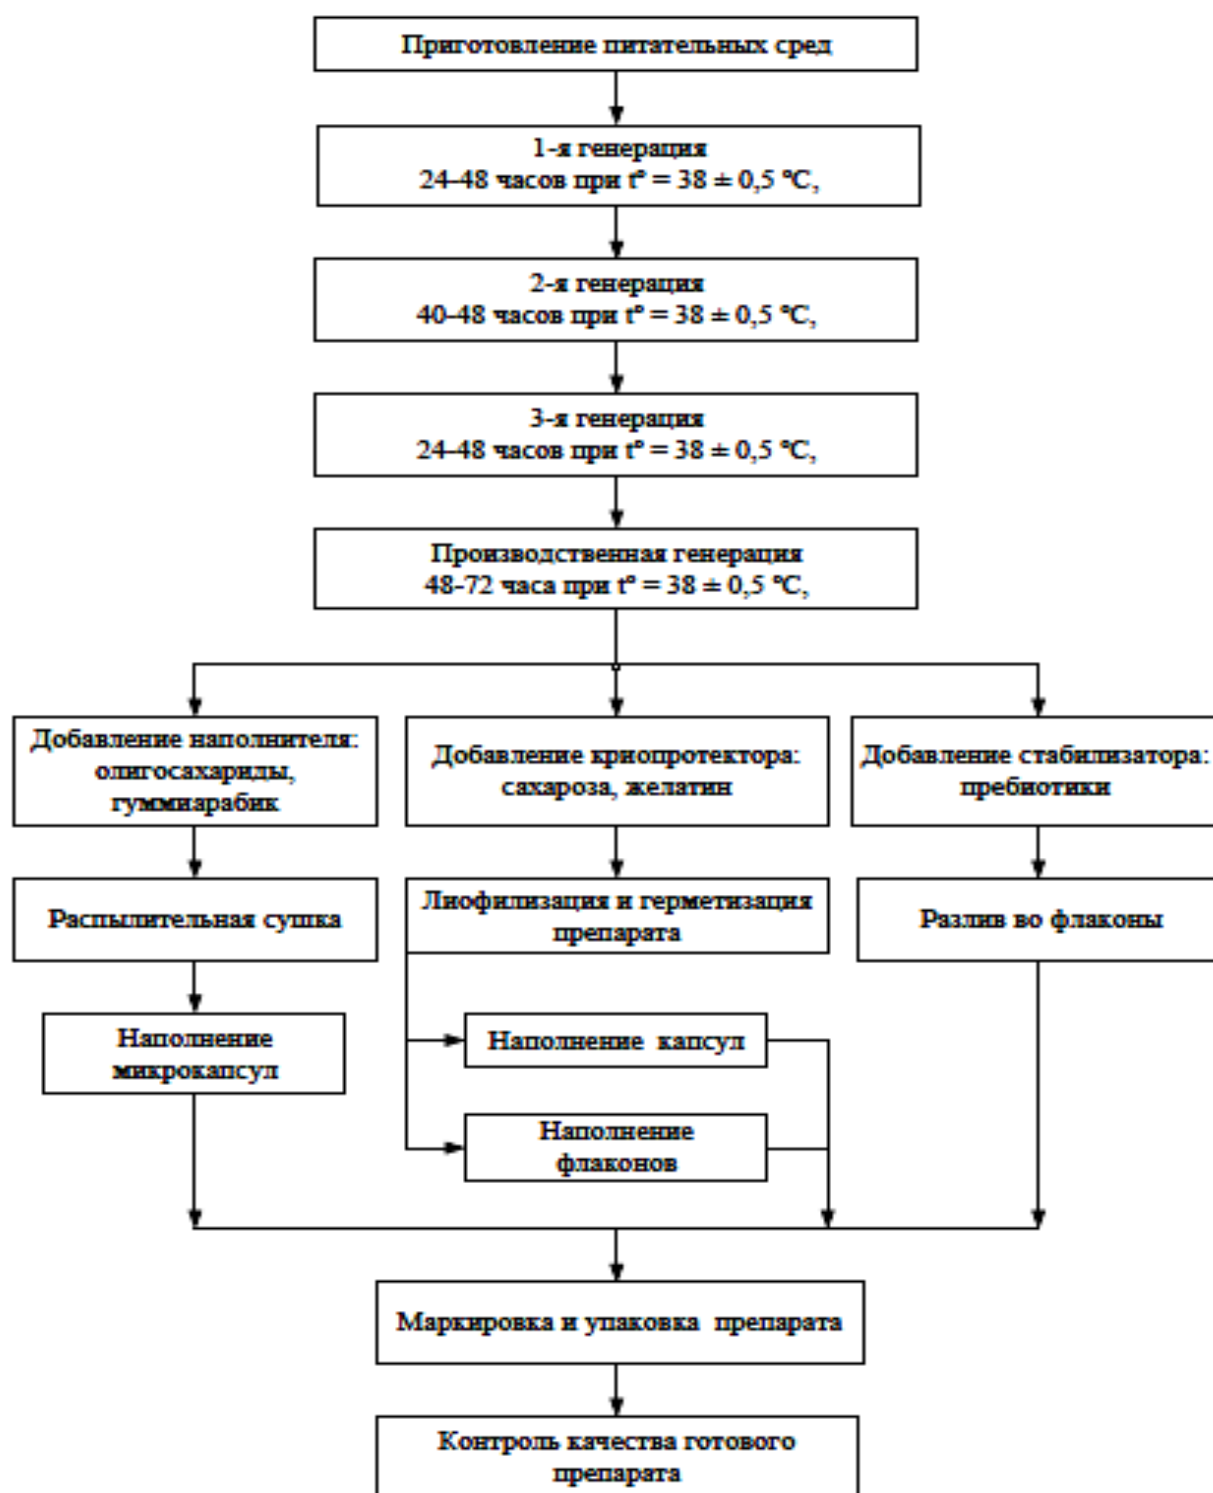 Приготовление питательных сред
1-я генерация
24-48 часов при t° = 38 ± 0,5 °C,
2-я генерация
40-48 часов при t° = 38 ± 0,5 °C,
3-я генерация
24-48 часов при t° = 38 ± 0,5 °C,
Производственная генерация
48-72 часа при t° = 38 ± 0,5 °C,
Добавление наполнителя:
олигосахариды,
гуммиарабик
Добавление криопротектора:
сахароза, желатин
Добавление стабилизатора:
пребиотики
Распылительная сушка
Лиофилизация и герметизация
препарата
Разлив во флаконы
Наполнение
микрокапсул
Наполнение капсул
Наполнение
флаконов
Маркировка и упаковка препарата
Контроль качества готового
препарата